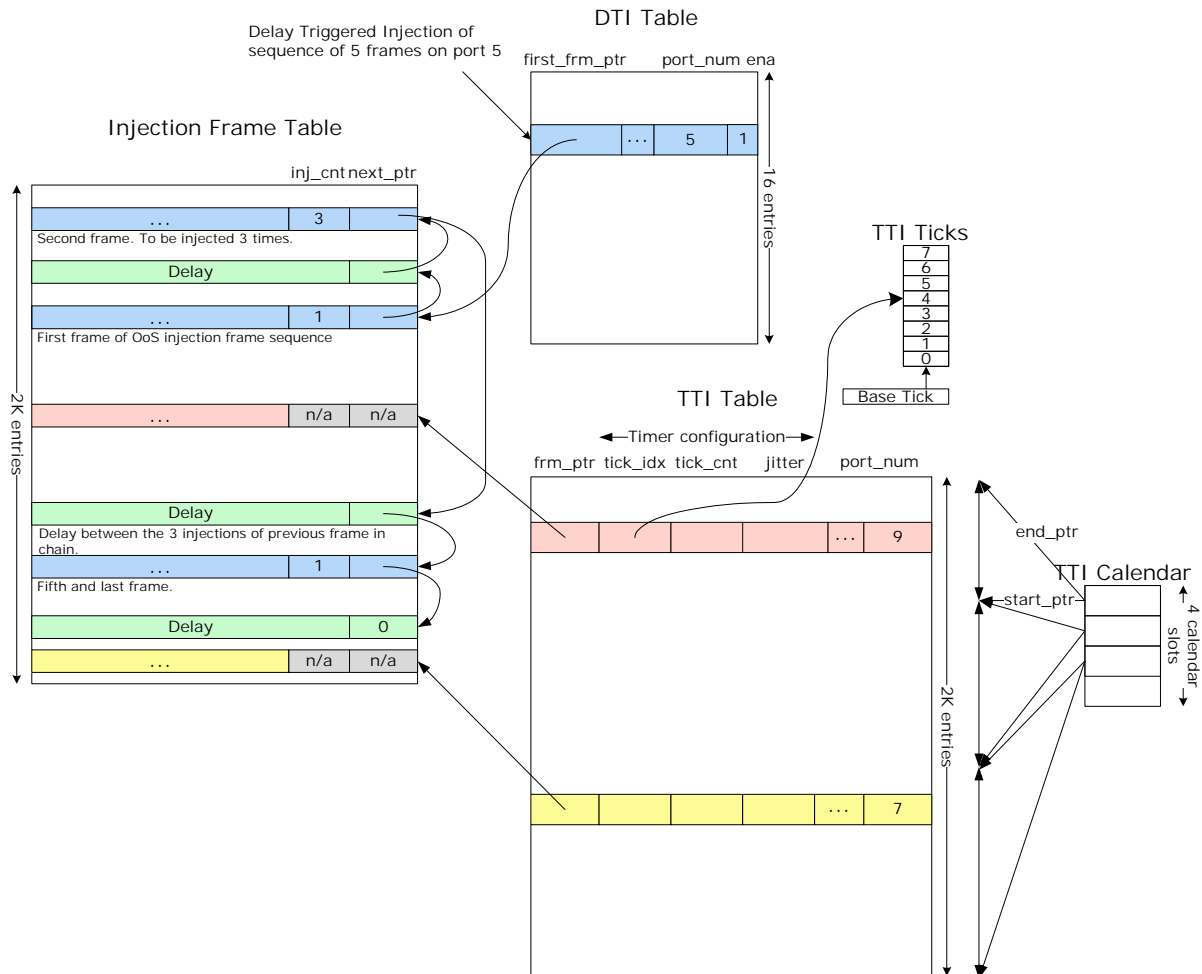 DTI Table
Delay Triggered Injection of
sequence of 5 frames on port 5
first_frm_ptr port_num ena
... 5 1
16 entries
Injection Frame Table
inj_cnt next_ptr
... 3
Second frame. To be injected 3 times.
Delay
... 1
First frame of OoS injection frame sequence
... n/a n/a
Delay
Delay between the 3 injections of previous frame in
chain.
... 1
Fifth and last frame.
Delay 0
... n/a n/a
2K entries
TTI Ticks
7
6
5
4
3
2
1
0
Base Tick
TTI Table
Timer configuration
frm_ptr tick_idx tick_cnt jitter port_num
... 9
... 7
2K entries
end_ptr
TTI Calendar
start_ptr
4 calendar
slots